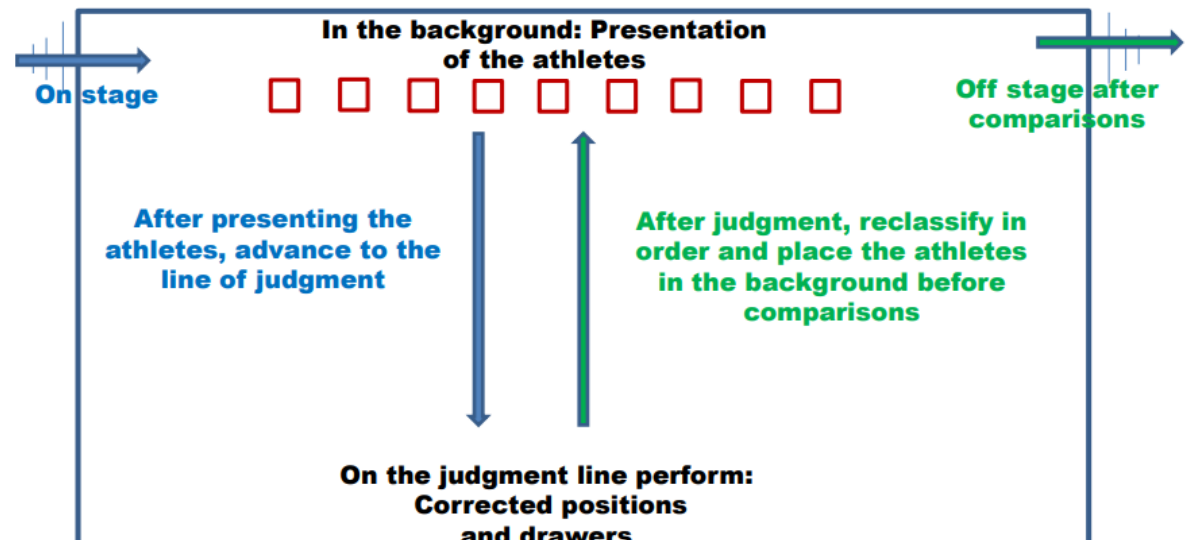 In the background: Presentation
of the athletes
On stage
Off stage after
comparisons
After presenting the
athletes, advance to the
line of judgment
After judgment, reclassify in
order and place the athletes
in the background before
comparisons
On the judgment line perform:
Corrected positions
and drawers